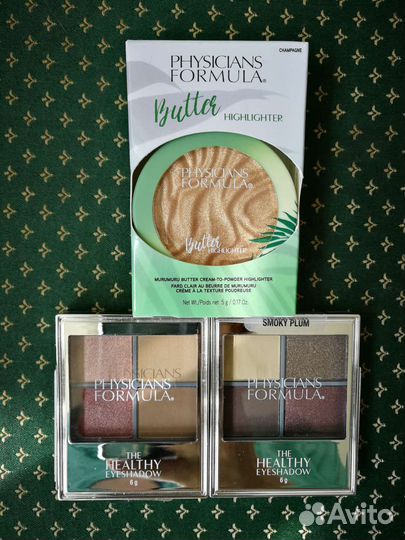 CHAMPAGNE
PHYSICIANS
FORMULA®
Butter HIGHLIGHTER
PHYSICIANS
FORMULA®
Butter
HIGHLIGHTER
MURUMURU BUTTER CREAM-TO-POWDER HIGHLIGHTER
FARD CLAIR AU BEURRE DE MURUMURU
CRÈME À LA TEXTURE POUDREUSE
Net Wt./Poids net : 5 g / 0.17 Oz.
PHYSICIANS
FORMULA®
THE
HEALTHY
EYESHADOW
6 g
SMOKY PLUM
PHYSICIANS
FORMULA®
THE
HEALTHY
EYESHADOW
6 g
Avito